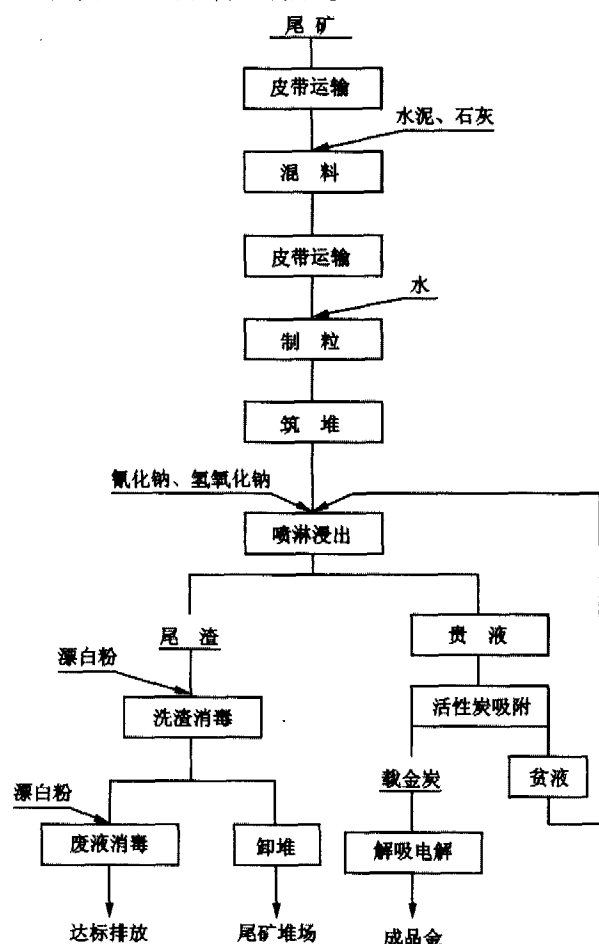 尾矿
皮带运输
水泥、石灰
混料
皮带运输
水
制粒
筑堆
氰化钠、氢氧化钠
喷淋浸出
尾渣
贵液
漂白粉
洗渣消毒
活性炭吸附
载金炭
贫液
漂白粉
废液消毒
卸堆
解吸电解
达标排放
尾矿堆场
成品金